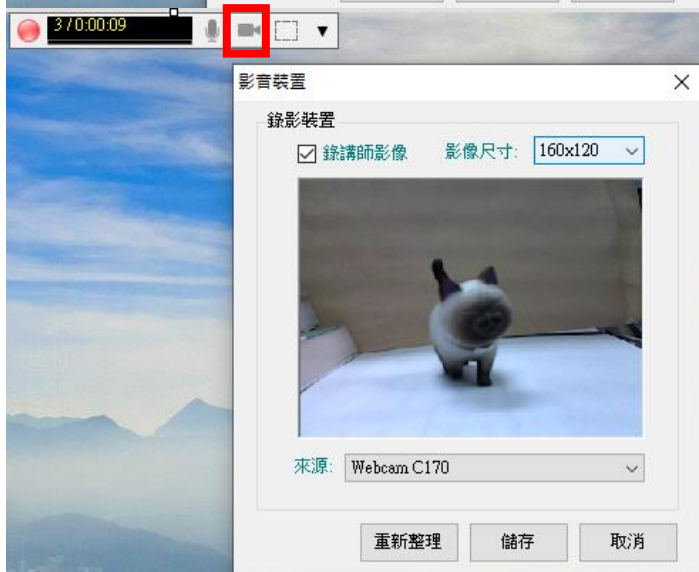 3 / 0:00:09
影音裝置
錄影裝置
錄講師影像 影像尺寸: 160x120
來源: Webcam C170
重新整理 儲存 取消